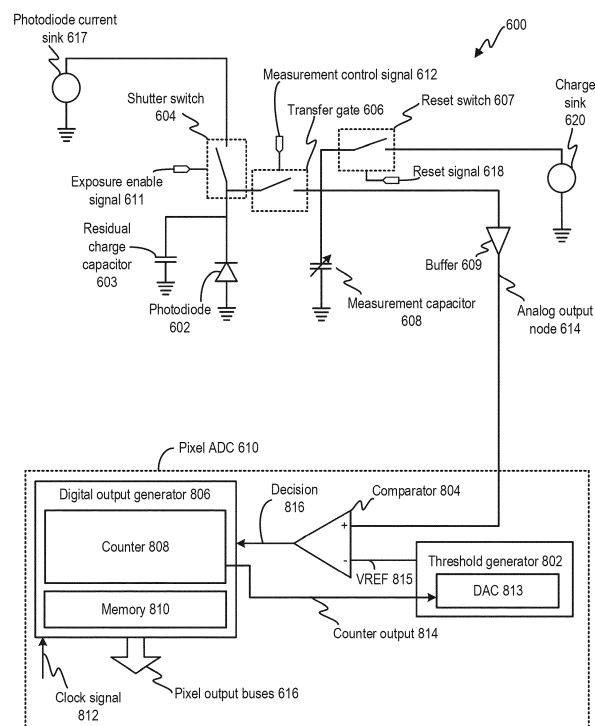 Photodiode current
sink 617
600
Measurement control signal 612
Charge
sink
620
Shutter switch
604
Transfer gate 606
Reset switch 607
Exposure enable
signal 611
Reset signal 618
Residual
charge
capacitor
603
Buffer 609
Photodiode
602
Measurement capacitor
608
Analog output
node 614
Pixel ADC 610
Digital output generator 806
Decision
816
Comparator 804
+
Counter 808
-
VREF 815
Threshold generator 802
DAC 813
Memory 810
Counter output 814
Clock signal
812
Pixel output buses 616